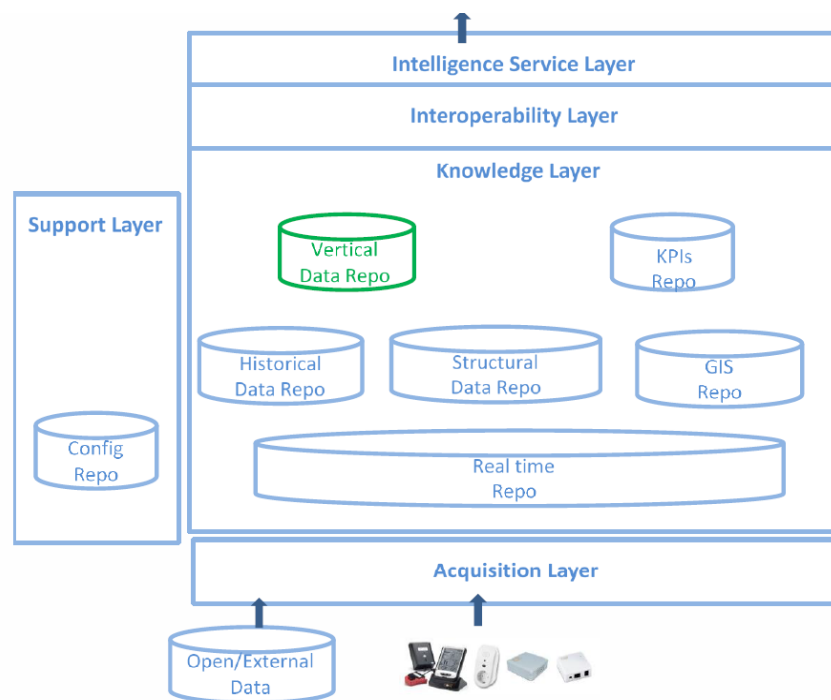 Intelligence Service Layer
Interoperability Layer
Knowledge Layer
Support Layer
Vertical
Data Repo
KPIs
Repo
Historical
Data Repo
Structural
Data Repo
GIS
Repo
Config
Repo
Real time
Repo
Acquisition Layer
Open/External
Data